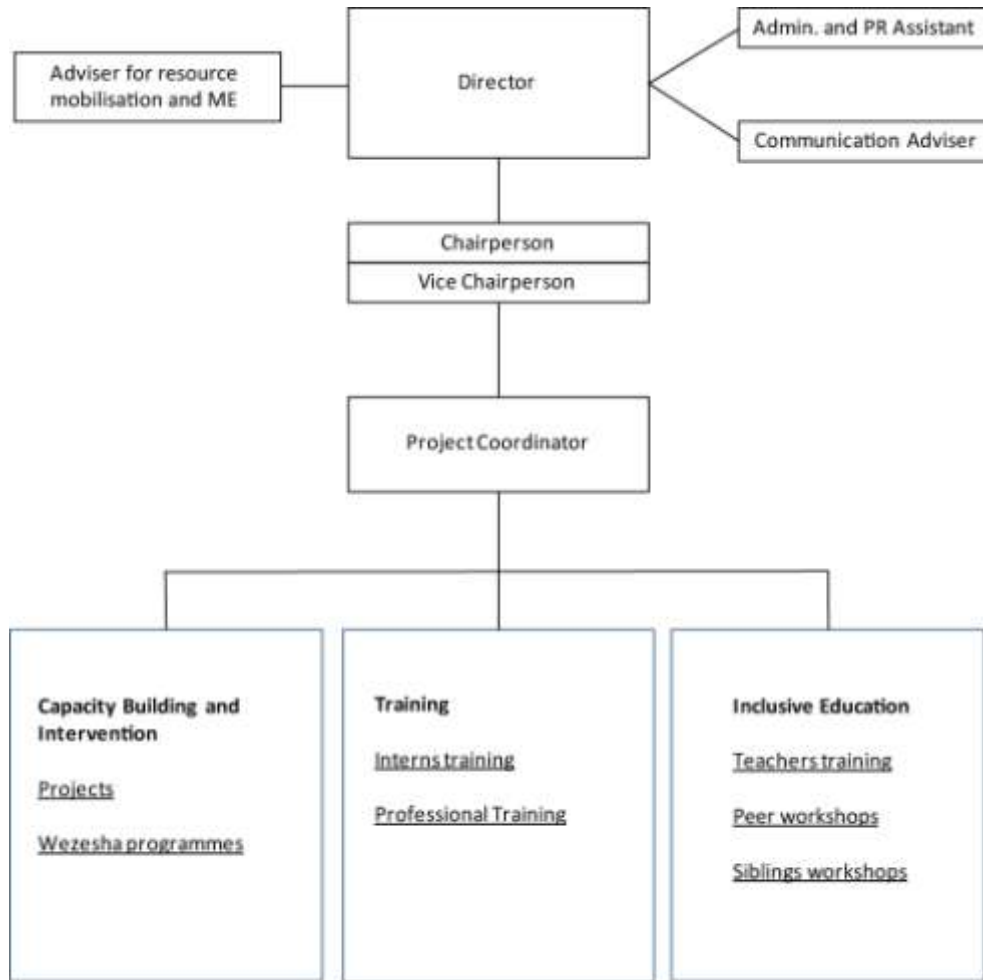 Admin. and PR Assistant
Adviser for resource
mobilisation and ME
Director
Communication Adviser
Chairperson
Vice Chairperson
Project Coordinator
Capacity Building and
Intervention
Projects
Wezesha programmes
Training
Interns training
Professional Training
Inclusive Education
Teachers training
Peer workshops
Siblings workshops